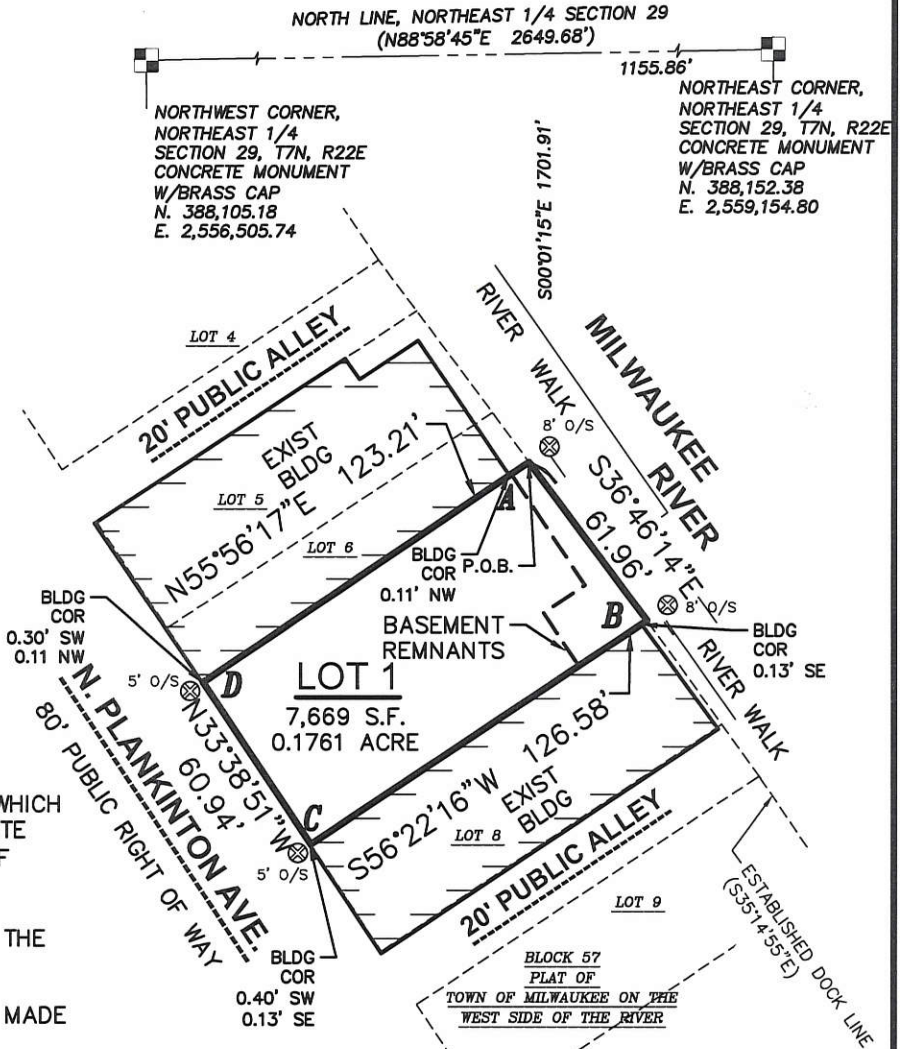 NORTH LINE, NORTHEAST 1/4 SECTION 29
(N88°58'45"E 2649.68')
1155.86'
NORTHWEST CORNER,
NORTHEAST 1/4
SECTION 29, T7N, R22E
CONCRETE MONUMENT
W/BRASS CAP
N. 388,105.18
E. 2,556,505.74
NORTHEAST CORNER,
NORTHEAST 1/4
SECTION 29, T7N, R22E
CONCRETE MONUMENT
W/BRASS CAP
N. 388,152.38
E. 2,559,154.80
S00°01'15"E 1701.91'
RIVER WALK
MILWAUKEE RIVER
LOT 4
20' PUBLIC ALLEY
8' O/S
EXIST
BLDG
LOT 5
N55°56'17"E 123.21'
LOT 6
A
S36°46'14"E
61.96'
BLDG
COR
0.11' NW
P.O.B.
8' O/S
B
BASEMENT
REMNANTS
BLDG
COR
0.13' SE
RIVER WALK
BLDG
COR
0.30' SW
0.11 NW
5' O/S
D
LOT 1
7,669 S.F.
0.1761 ACRE
N33°38'51"W
60.94'
N. PLANKINTON AVE.
80' PUBLIC RIGHT OF WAY
C
5' O/S
S56°22'16"W 126.58'
EXIST
BLDG
LOT 8
20' PUBLIC ALLEY
LOT 9
ESTABLISHED DOCK LINE
(S35°14'55"E)
BLDG
COR
0.40' SW
0.13' SE
BLOCK 57
PLAT OF
TOWN OF MILWAUKEE ON THE
WEST SIDE OF THE RIVER
WHICH
TE
F
THE
MADE